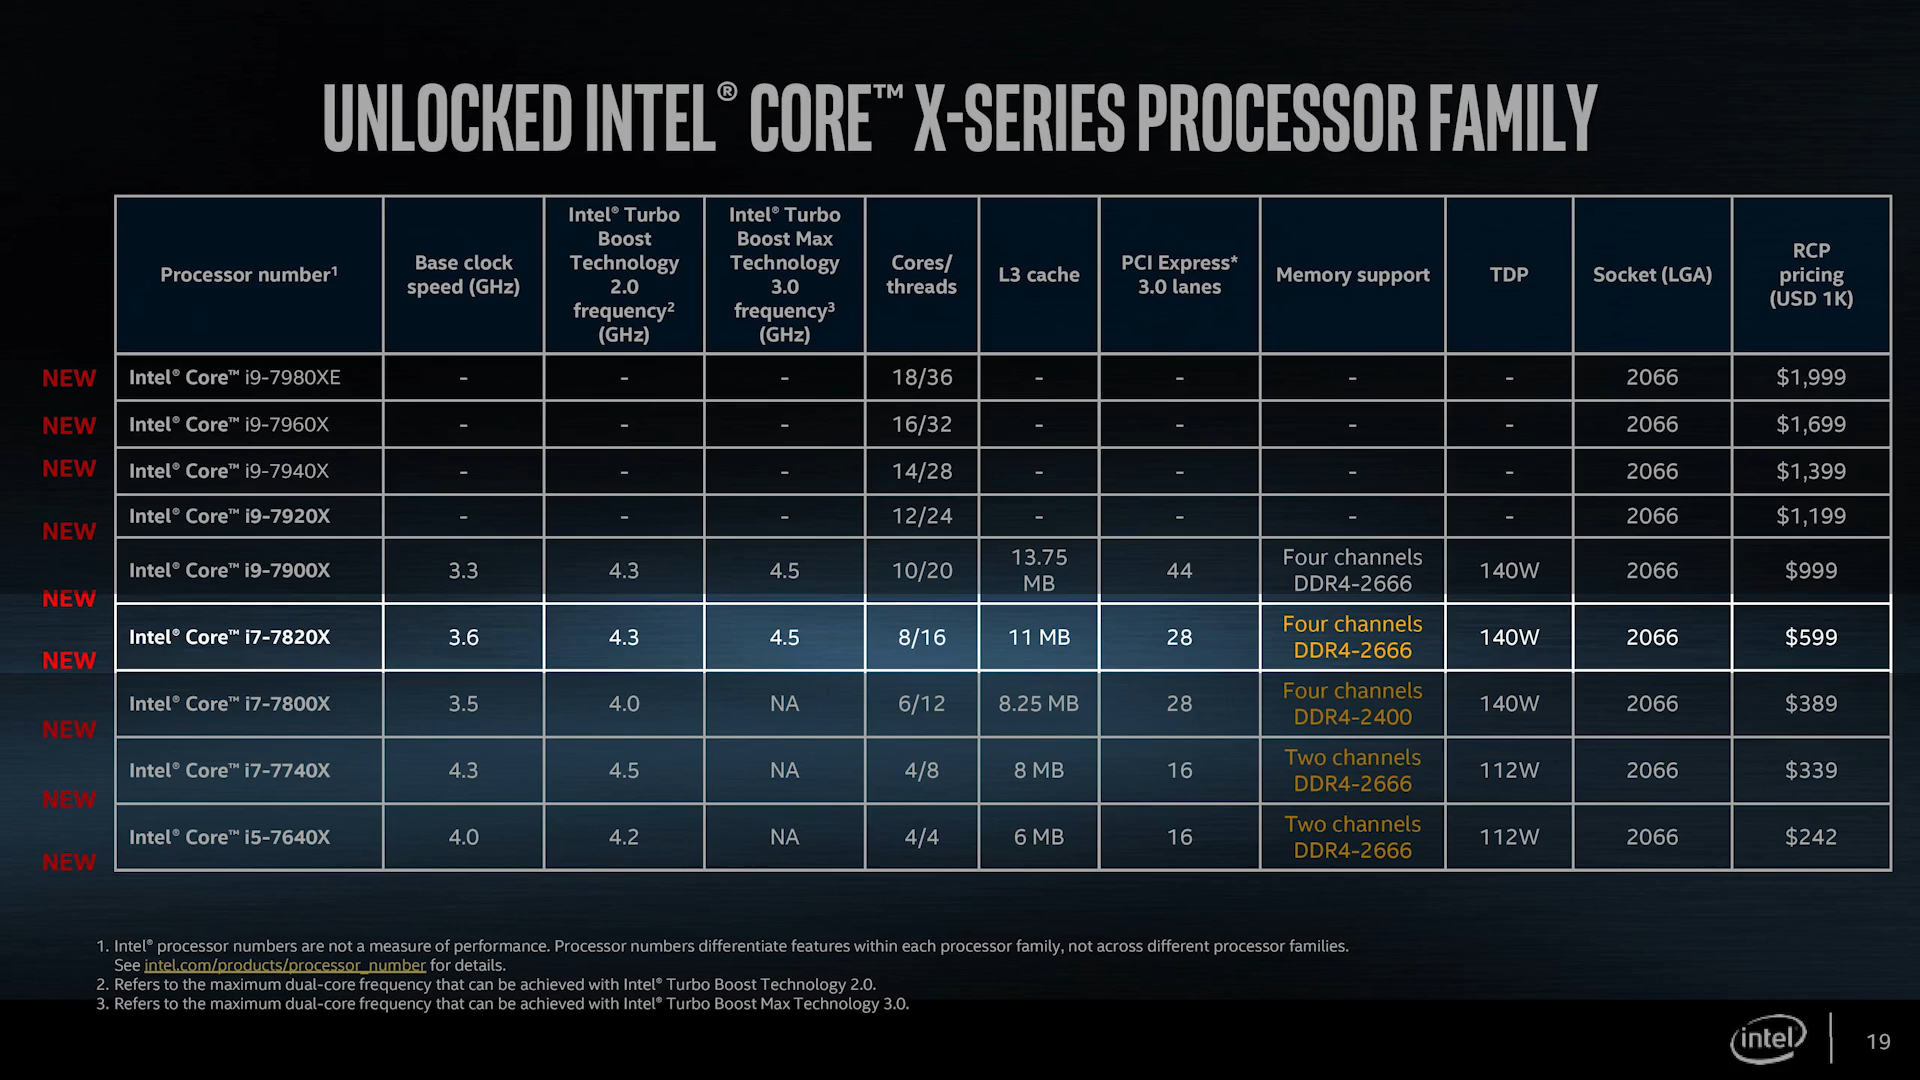 UNLOCKED INTEL® CORE™ X-SERIES PROCESSOR FAMILY
Processor number¹ Base clock speed (GHz) Intel® Turbo Boost Technology 2.0 frequency² (GHz) Intel® Turbo Boost Max Technology 3.0 frequency³ (GHz) Cores/ threads L3 cache PCI Express* 3.0 lanes Memory support TDP Socket (LGA) RCP pricing (USD 1K)
NEW Intel® Core™ i9-7980XE - - - 18/36 - - - - 2066 $1,999
NEW Intel® Core™ i9-7960X - - - 16/32 - - - - 2066 $1,699
NEW Intel® Core™ i9-7940X - - - 14/28 - - - - 2066 $1,399
NEW Intel® Core™ i9-7920X - - - 12/24 - - - - 2066 $1,199
NEW Intel® Core™ i9-7900X 3.3 4.3 4.5 10/20 13.75 MB 44 Four channels DDR4-2666 140W 2066 $999
NEW Intel® Core™ i7-7820X 3.6 4.3 4.5 8/16 11 MB 28 Four channels DDR4-2666 140W 2066 $599
NEW Intel® Core™ i7-7800X 3.5 4.0 NA 6/12 8.25 MB 28 Four channels DDR4-2400 140W 2066 $389
NEW Intel® Core™ i7-7740X 4.3 4.5 NA 4/8 8 MB 16 Two channels DDR4-2666 112W 2066 $339
NEW Intel® Core™ i5-7640X 4.0 4.2 NA 4/4 6 MB 16 Two channels DDR4-2666 112W 2066 $242
1. Intel® processor numbers are not a measure of performance. Processor numbers differentiate features within each processor family, not across different processor families.
See intel.com/products/processor_number for details.
2. Refers to the maximum dual-core frequency that can be achieved with Intel® Turbo Boost Technology 2.0.
3. Refers to the maximum dual-core frequency that can be achieved with Intel® Turbo Boost Max Technology 3.0.
intel 19